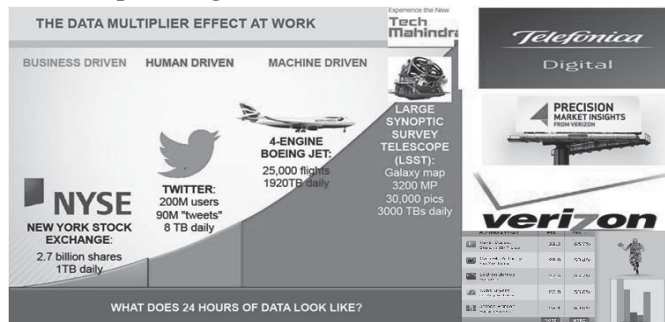 THE DATA MULTIPLIER EFFECT AT WORK
Experience the New
Tech
Mahindra
BUSINESS DRIVEN
HUMAN DRIVEN
MACHINE DRIVEN
NYSE
NEW YORK STOCK
EXCHANGE:
2.7 billion shares
1TB daily
TWITTER:
200M users
90M "tweets"
8 TB daily
4-ENGINE
BOEING JET:
25,000 flights
1920TB daily
LARGE
SYNOPTIC
SURVEY
TELESCOPE
(LSST):
Galaxy map
3200 MP
30,000 pics
3000 TBs daily
WHAT DOES 24 HOURS OF DATA LOOK LIKE?
Telefonica
Digital
PRECISION
MARKET INSIGHTS
FROM VERIZON
verizon